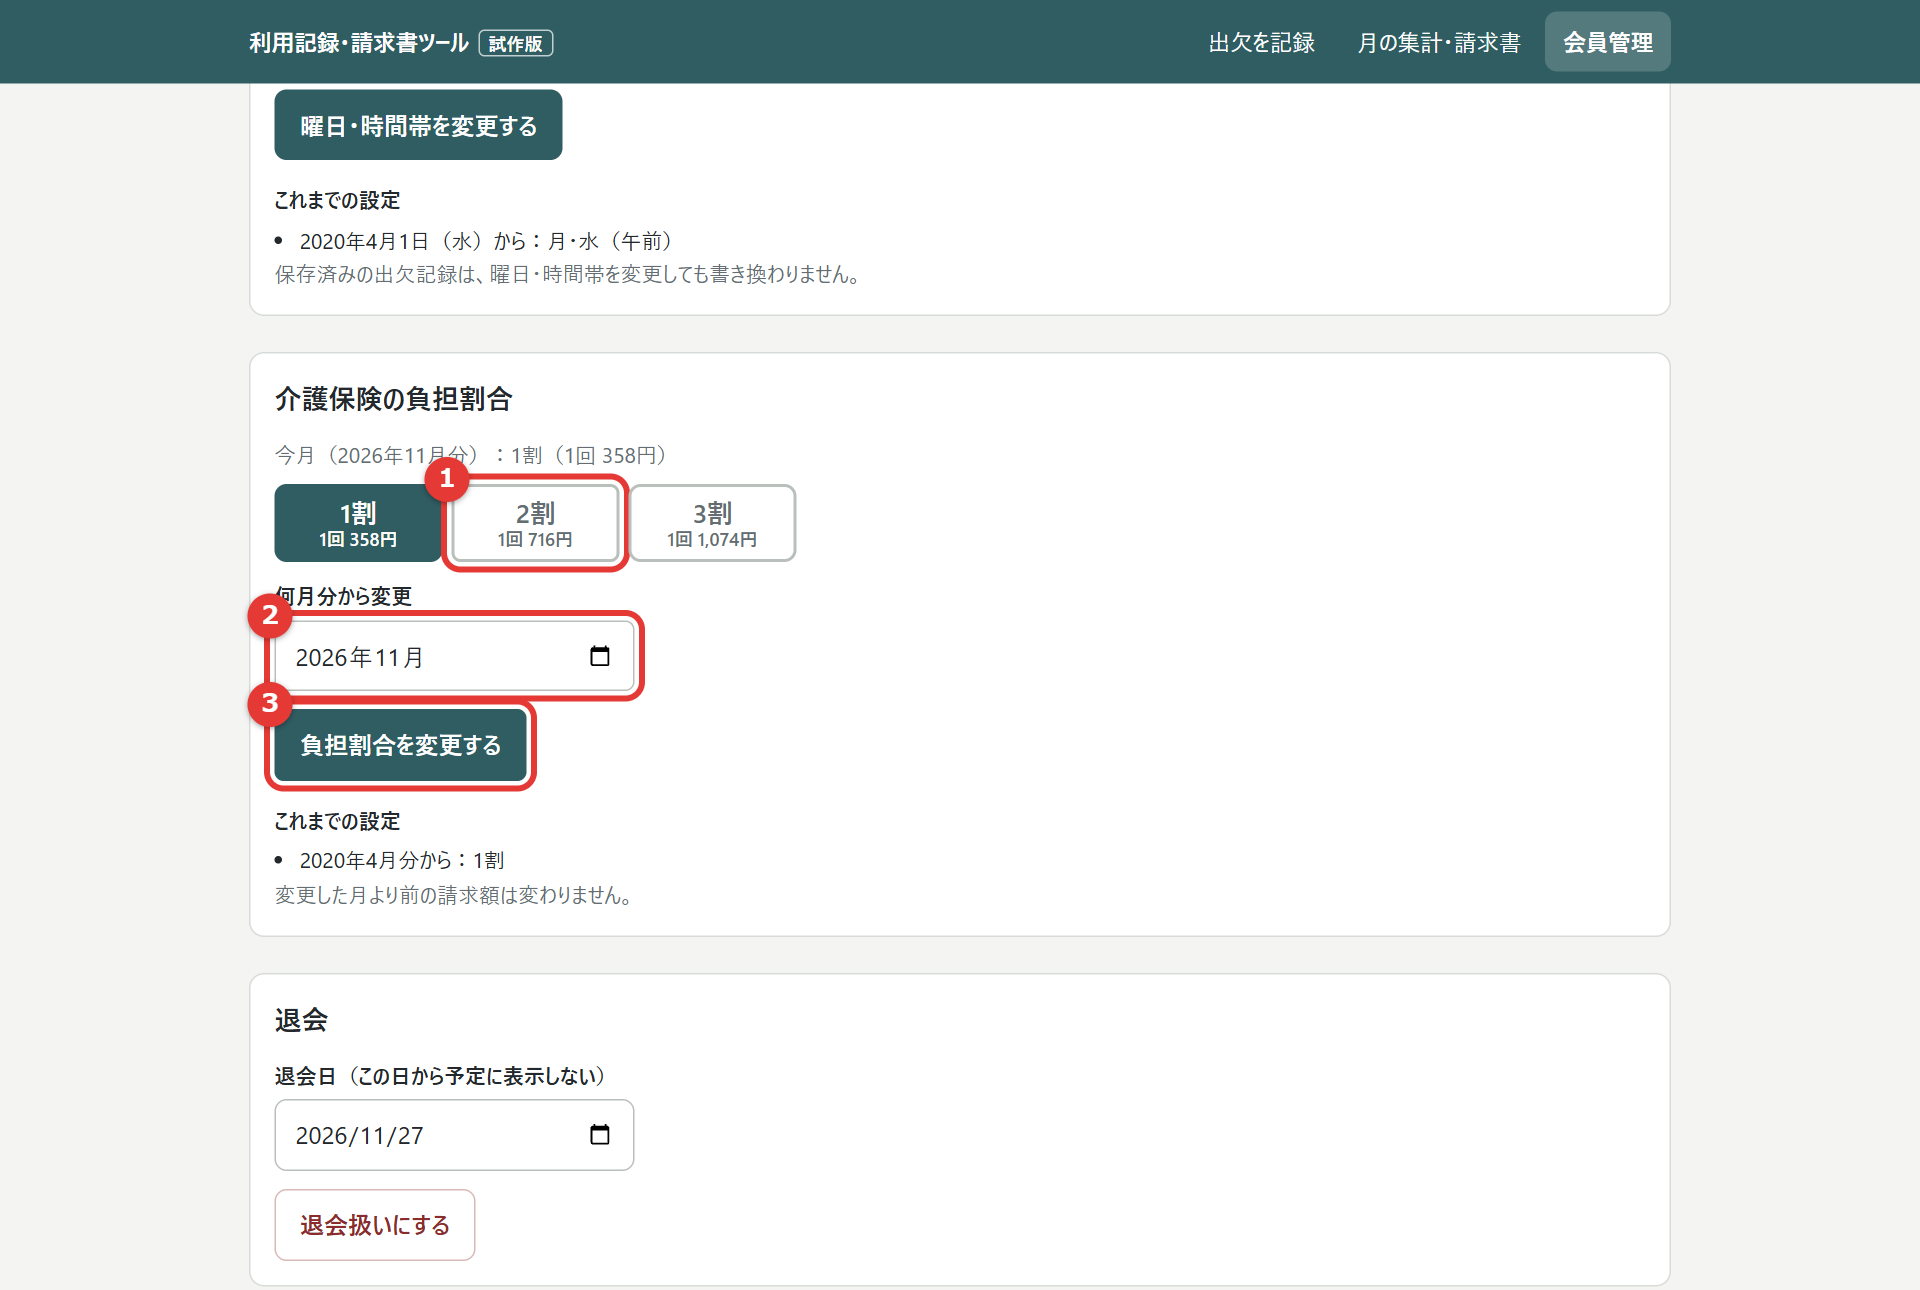 利用記録・請求書ツール 試作版 出欠を記録 月の集計・請求書 会員管理
曜日・時間帯を変更する
これまでの設定
• 2020年4月1日（水）から：月・水（午前）
保存済みの出欠記録は、曜日・時間帯を変更しても書き換わりません。
介護保険の負担割合
今月（2026年11月分）：1割（1回 358円）
1
1割 2割 3割
1回 358円 1回 716円 1回 1,074円
何月分から変更
2
2026年11月
3
負担割合を変更する
これまでの設定
• 2020年4月分から：1割
変更した月より前の請求額は変わりません。
退会
退会日（この日から予定に表示しない）
2026/11/27
退会扱いにする